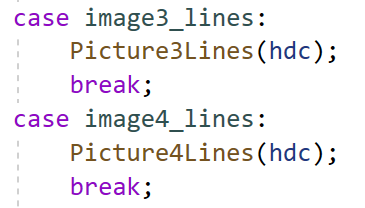 case image3_lines:
    Picture3Lines(hdc);
    break;
case image4_lines:
    Picture4Lines(hdc);
    break;